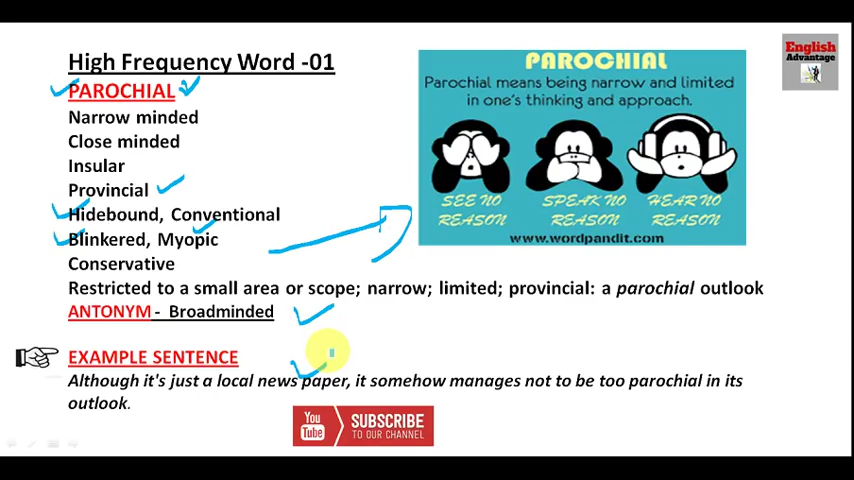 High Frequency Word -01
PAROCHIAL
Narrow minded
Close minded
Insular
Provincial
Hidebound, Conventional
Blinkered, Myopic
Conservative
Restricted to a small area or scope; narrow; limited; provincial: a parochial outlook
ANTONYM - Broadminded
EXAMPLE SENTENCE
Although it's just a local news paper, it somehow manages not to be too parochial in its
outlook.
PAROCHIAL
Parochial means being narrow and limited
in one's thinking and approach.
SEE NO
REASON
SPEAK NO
REASON
HEAR NO
REASON
www.wordpandit.com
English
Advantage
You
Tube
SUBSCRIBE
TO OUR CHANNEL